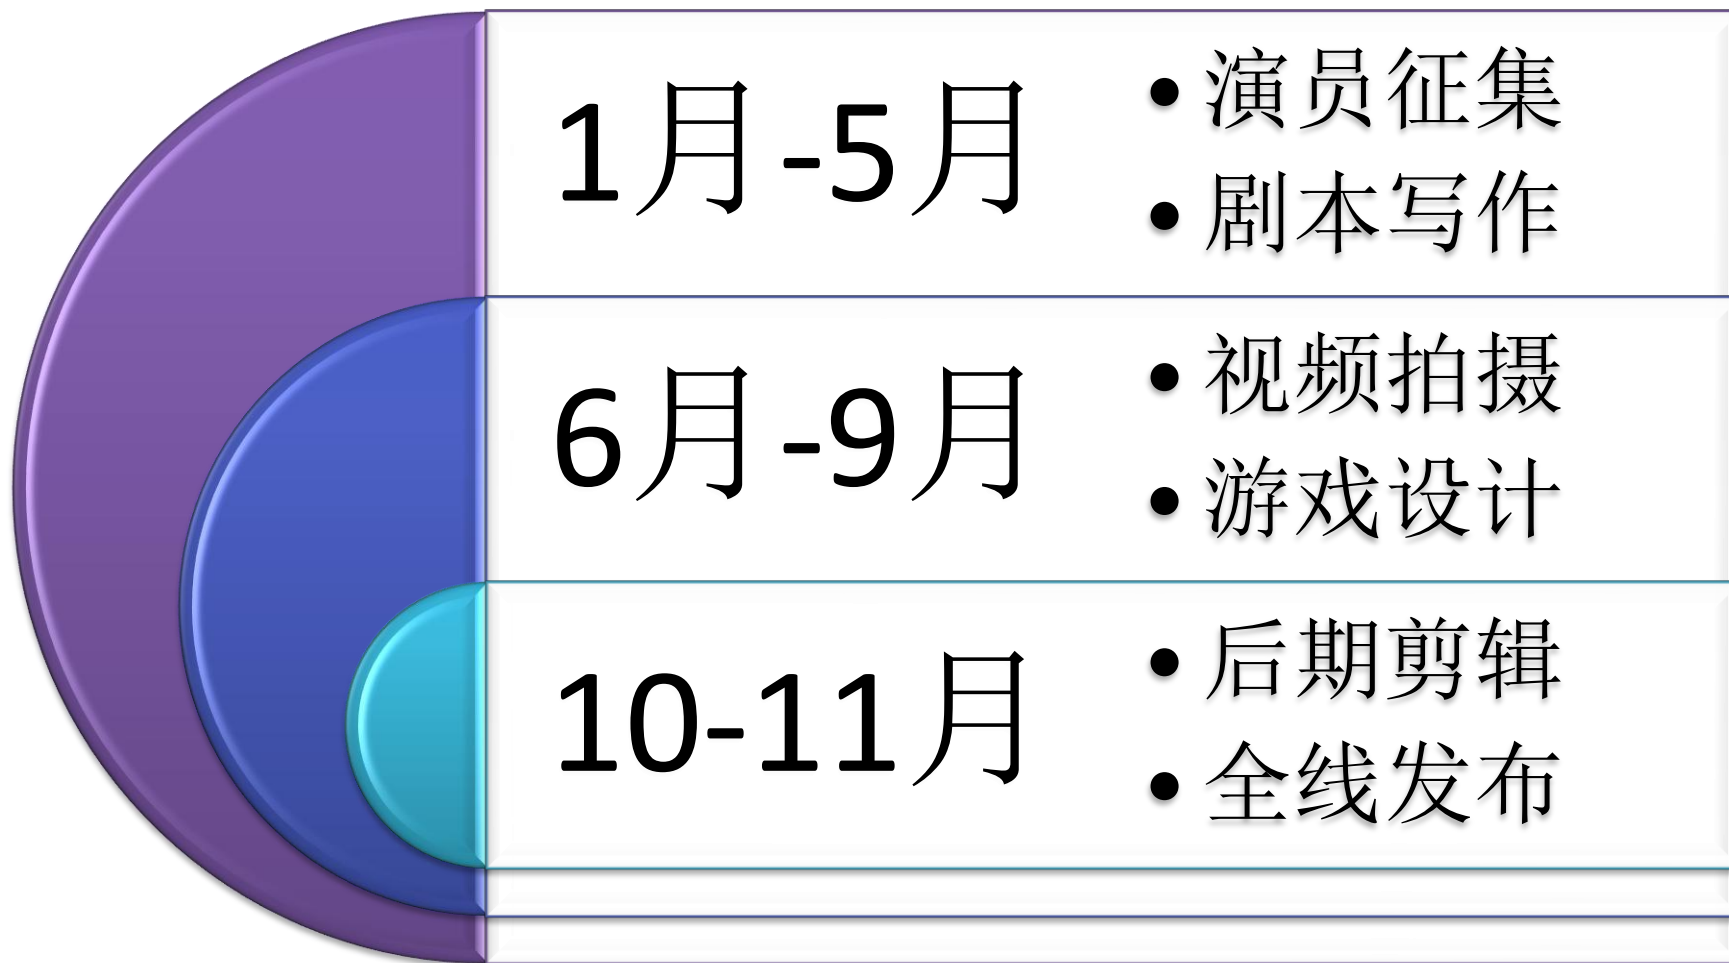 1月-5月
• 演员征集
• 剧本写作
6月-9月
• 视频拍摄
• 游戏设计
10-11月
• 后期剪辑
• 全线发布